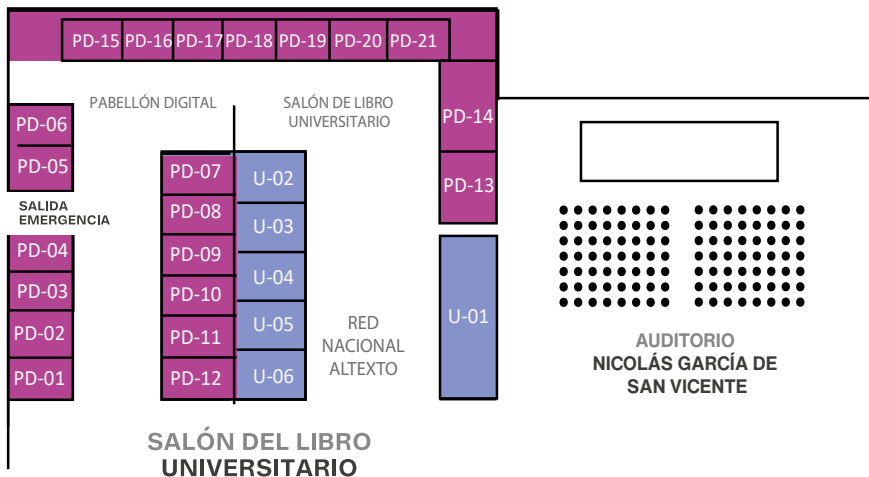 PD-15 PD-16 PD-17 PD-18 PD-19 PD-20 PD-21
PABELLÓN DIGITAL
SALÓN DE LIBRO
UNIVERSITARIO
PD-06
PD-05
SALIDA
EMERGENCIA
PD-04
PD-03
PD-02
PD-01
PD-07
PD-08
PD-09
PD-10
PD-11
PD-12
U-02
U-03
U-04
U-05
U-06
RED
NACIONAL
ALTEXTO
PD-14
PD-13
U-01
AUDITORIO
NICOLÁS GARCÍA DE
SAN VICENTE
SALÓN DEL LIBRO
UNIVERSITARIO